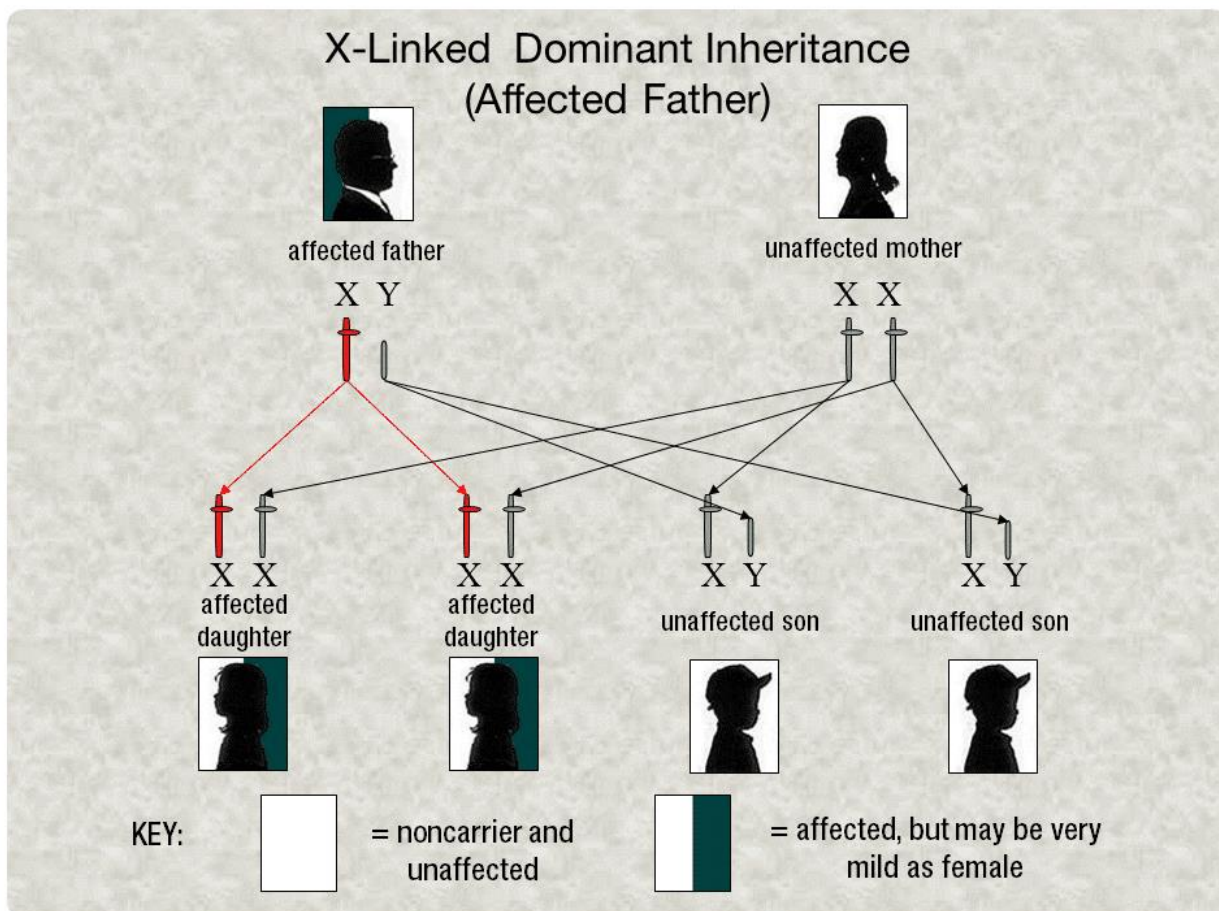 X-Linked Dominant Inheritance
(Affected Father)
affected father
unaffected mother
X Y
X X
X X
X X
X Y
X Y
affected
daughter
affected
daughter
unaffected son
unaffected son
KEY:
= noncarrier and
unaffected
= affected, but may be very
mild as female